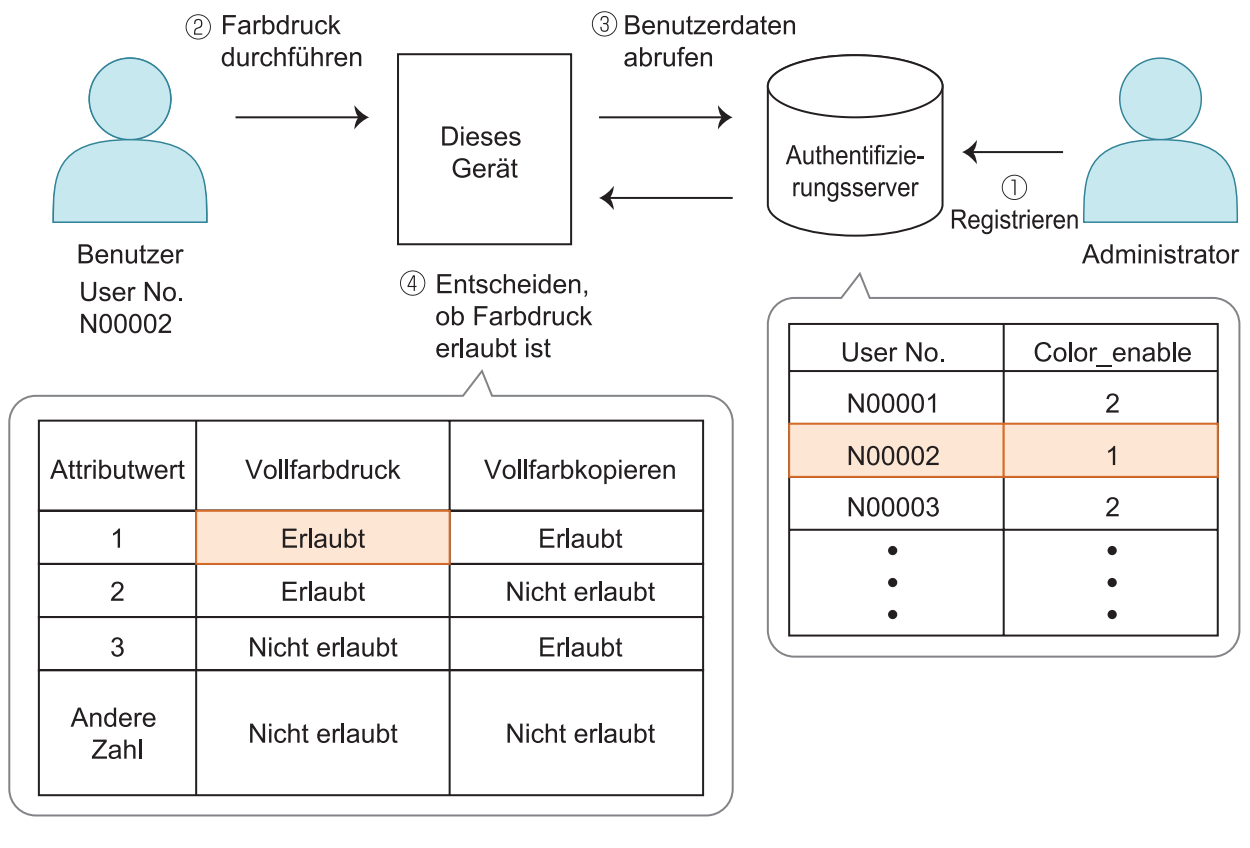 ② Farbdruck
durchführen
③ Benutzerdaten
abrufen
Dieses
Gerät
Authentifizie-
rungsserver
①
Registrieren
Benutzer
User No.
N00002
Administrator
④ Entscheiden,
ob Farbdruck
erlaubt ist
User No. Color_enable
N00001 2
N00002 1
N00003 2
Attributwert Vollfarbdruck Vollfarbkopieren
1 Erlaubt Erlaubt
2 Erlaubt Nicht erlaubt
3 Nicht erlaubt Erlaubt
Andere
Zahl
Nicht erlaubt Nicht erlaubt